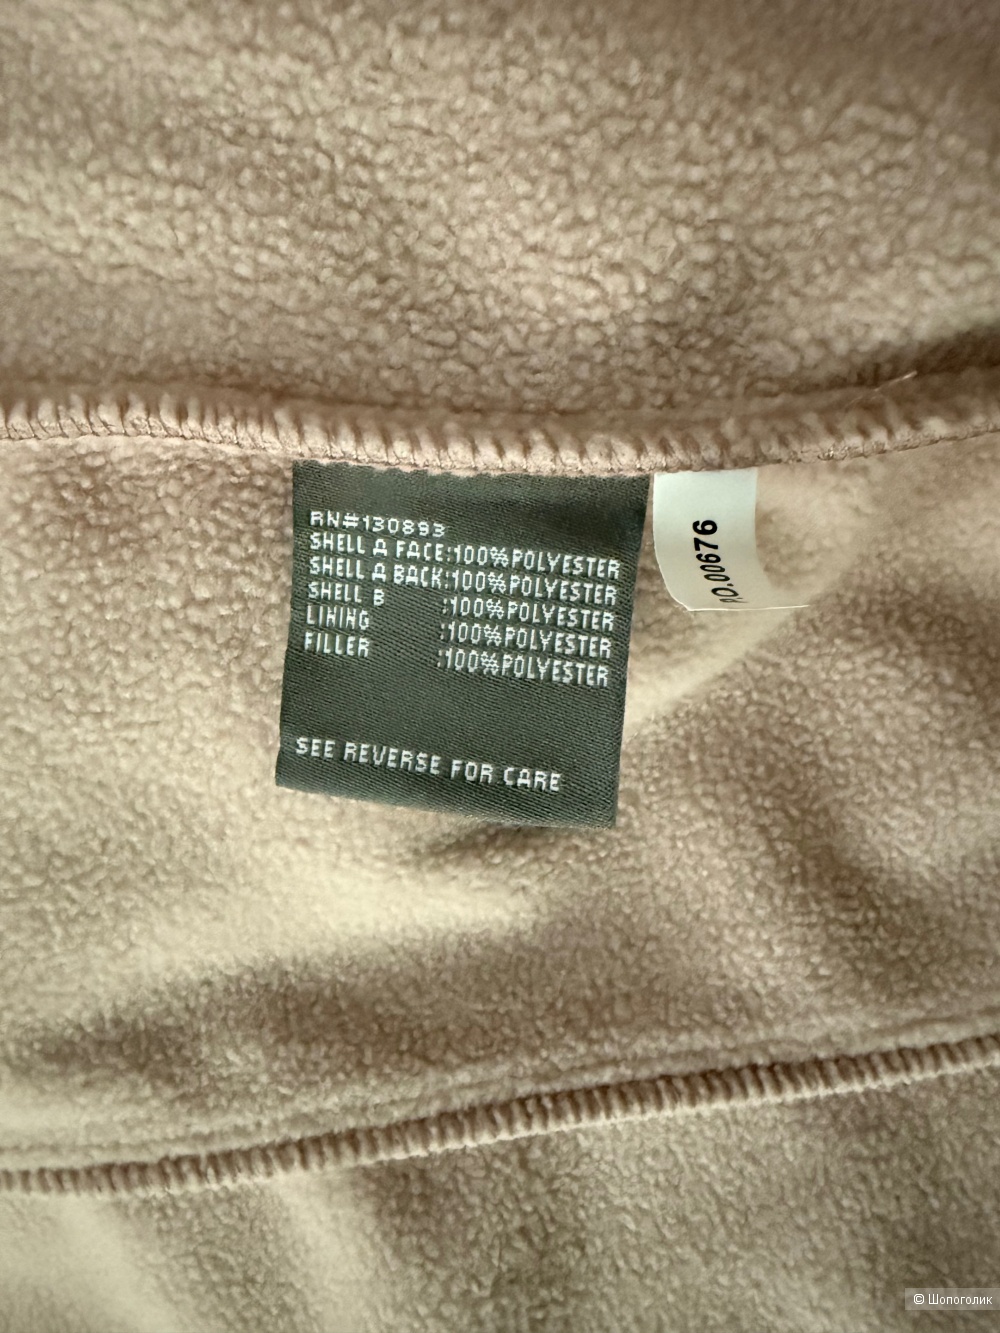 RN#130893
SHELL A FACE:100%POLYESTER
SHELL A BACK:100%POLYESTER
SHELL B :100%POLYESTER
LINING :100%POLYESTER
FILLER :100%POLYESTER
SEE REVERSE FOR CARE
P.O.00676
© Шопоголик